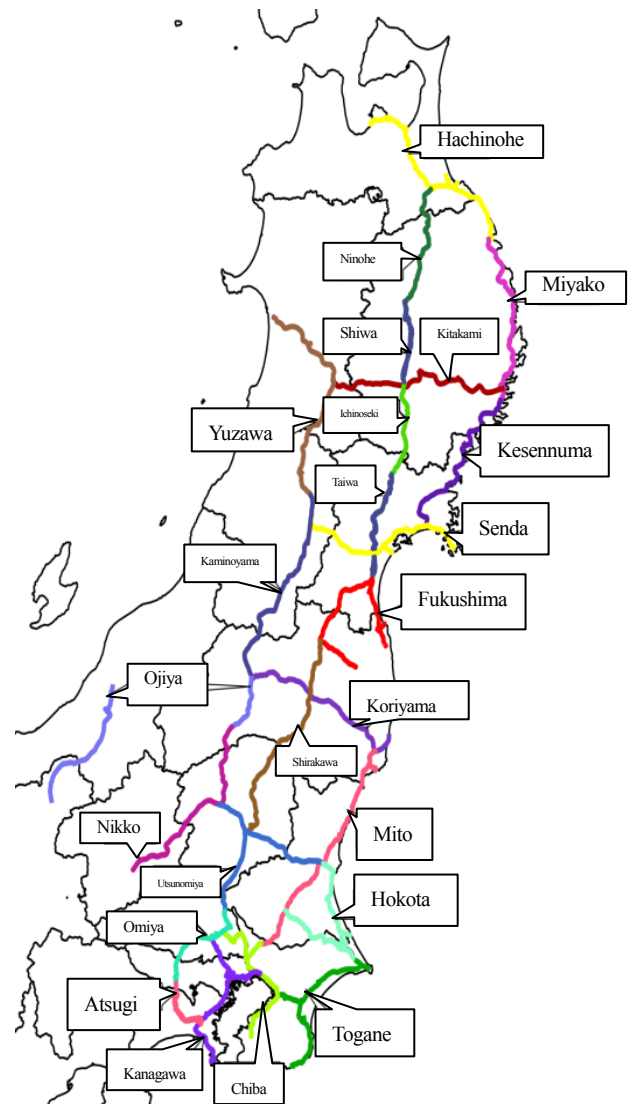 Hachinohe
Ninohe
Miyako
Shiwa
Kitakami
Ichinoseki
Yuzawa
Kesennuma
Taiwa
Senda
Kaminoyama
Fukushima
Ojiya
Koriyama
Shirakawa
Nikko
Mito
Utsunomiya
Hokota
Omiya
Atsugi
Togane
Kanagawa
Chiba